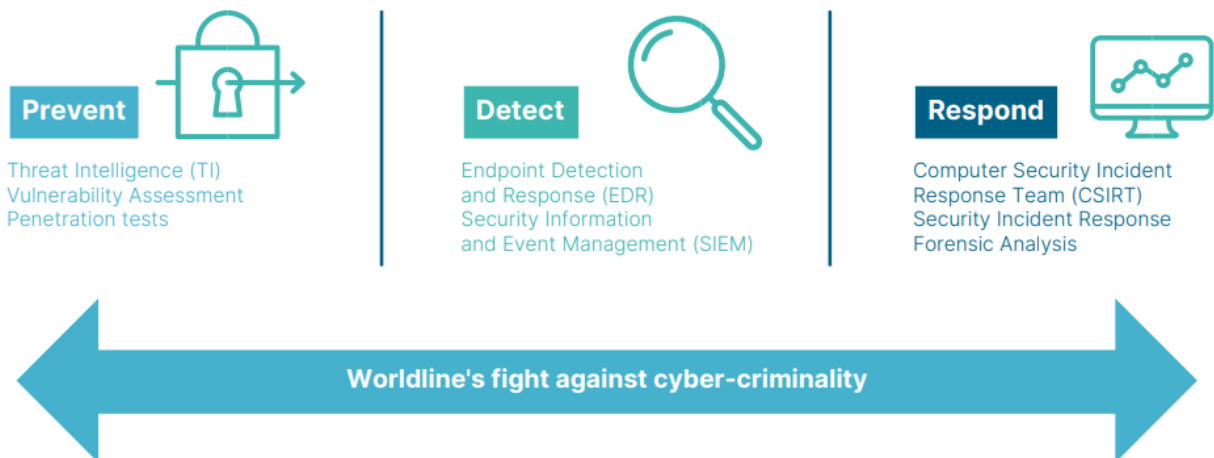 Prevent
Threat Intelligence (TI)
Vulnerability Assessment
Penetration tests
Detect
Endpoint Detection
and Response (EDR)
Security Information
and Event Management (SIEM)
Respond
Computer Security Incident
Response Team (CSIRT)
Security Incident Response
Forensic Analysis
Worldline's fight against cyber-criminality